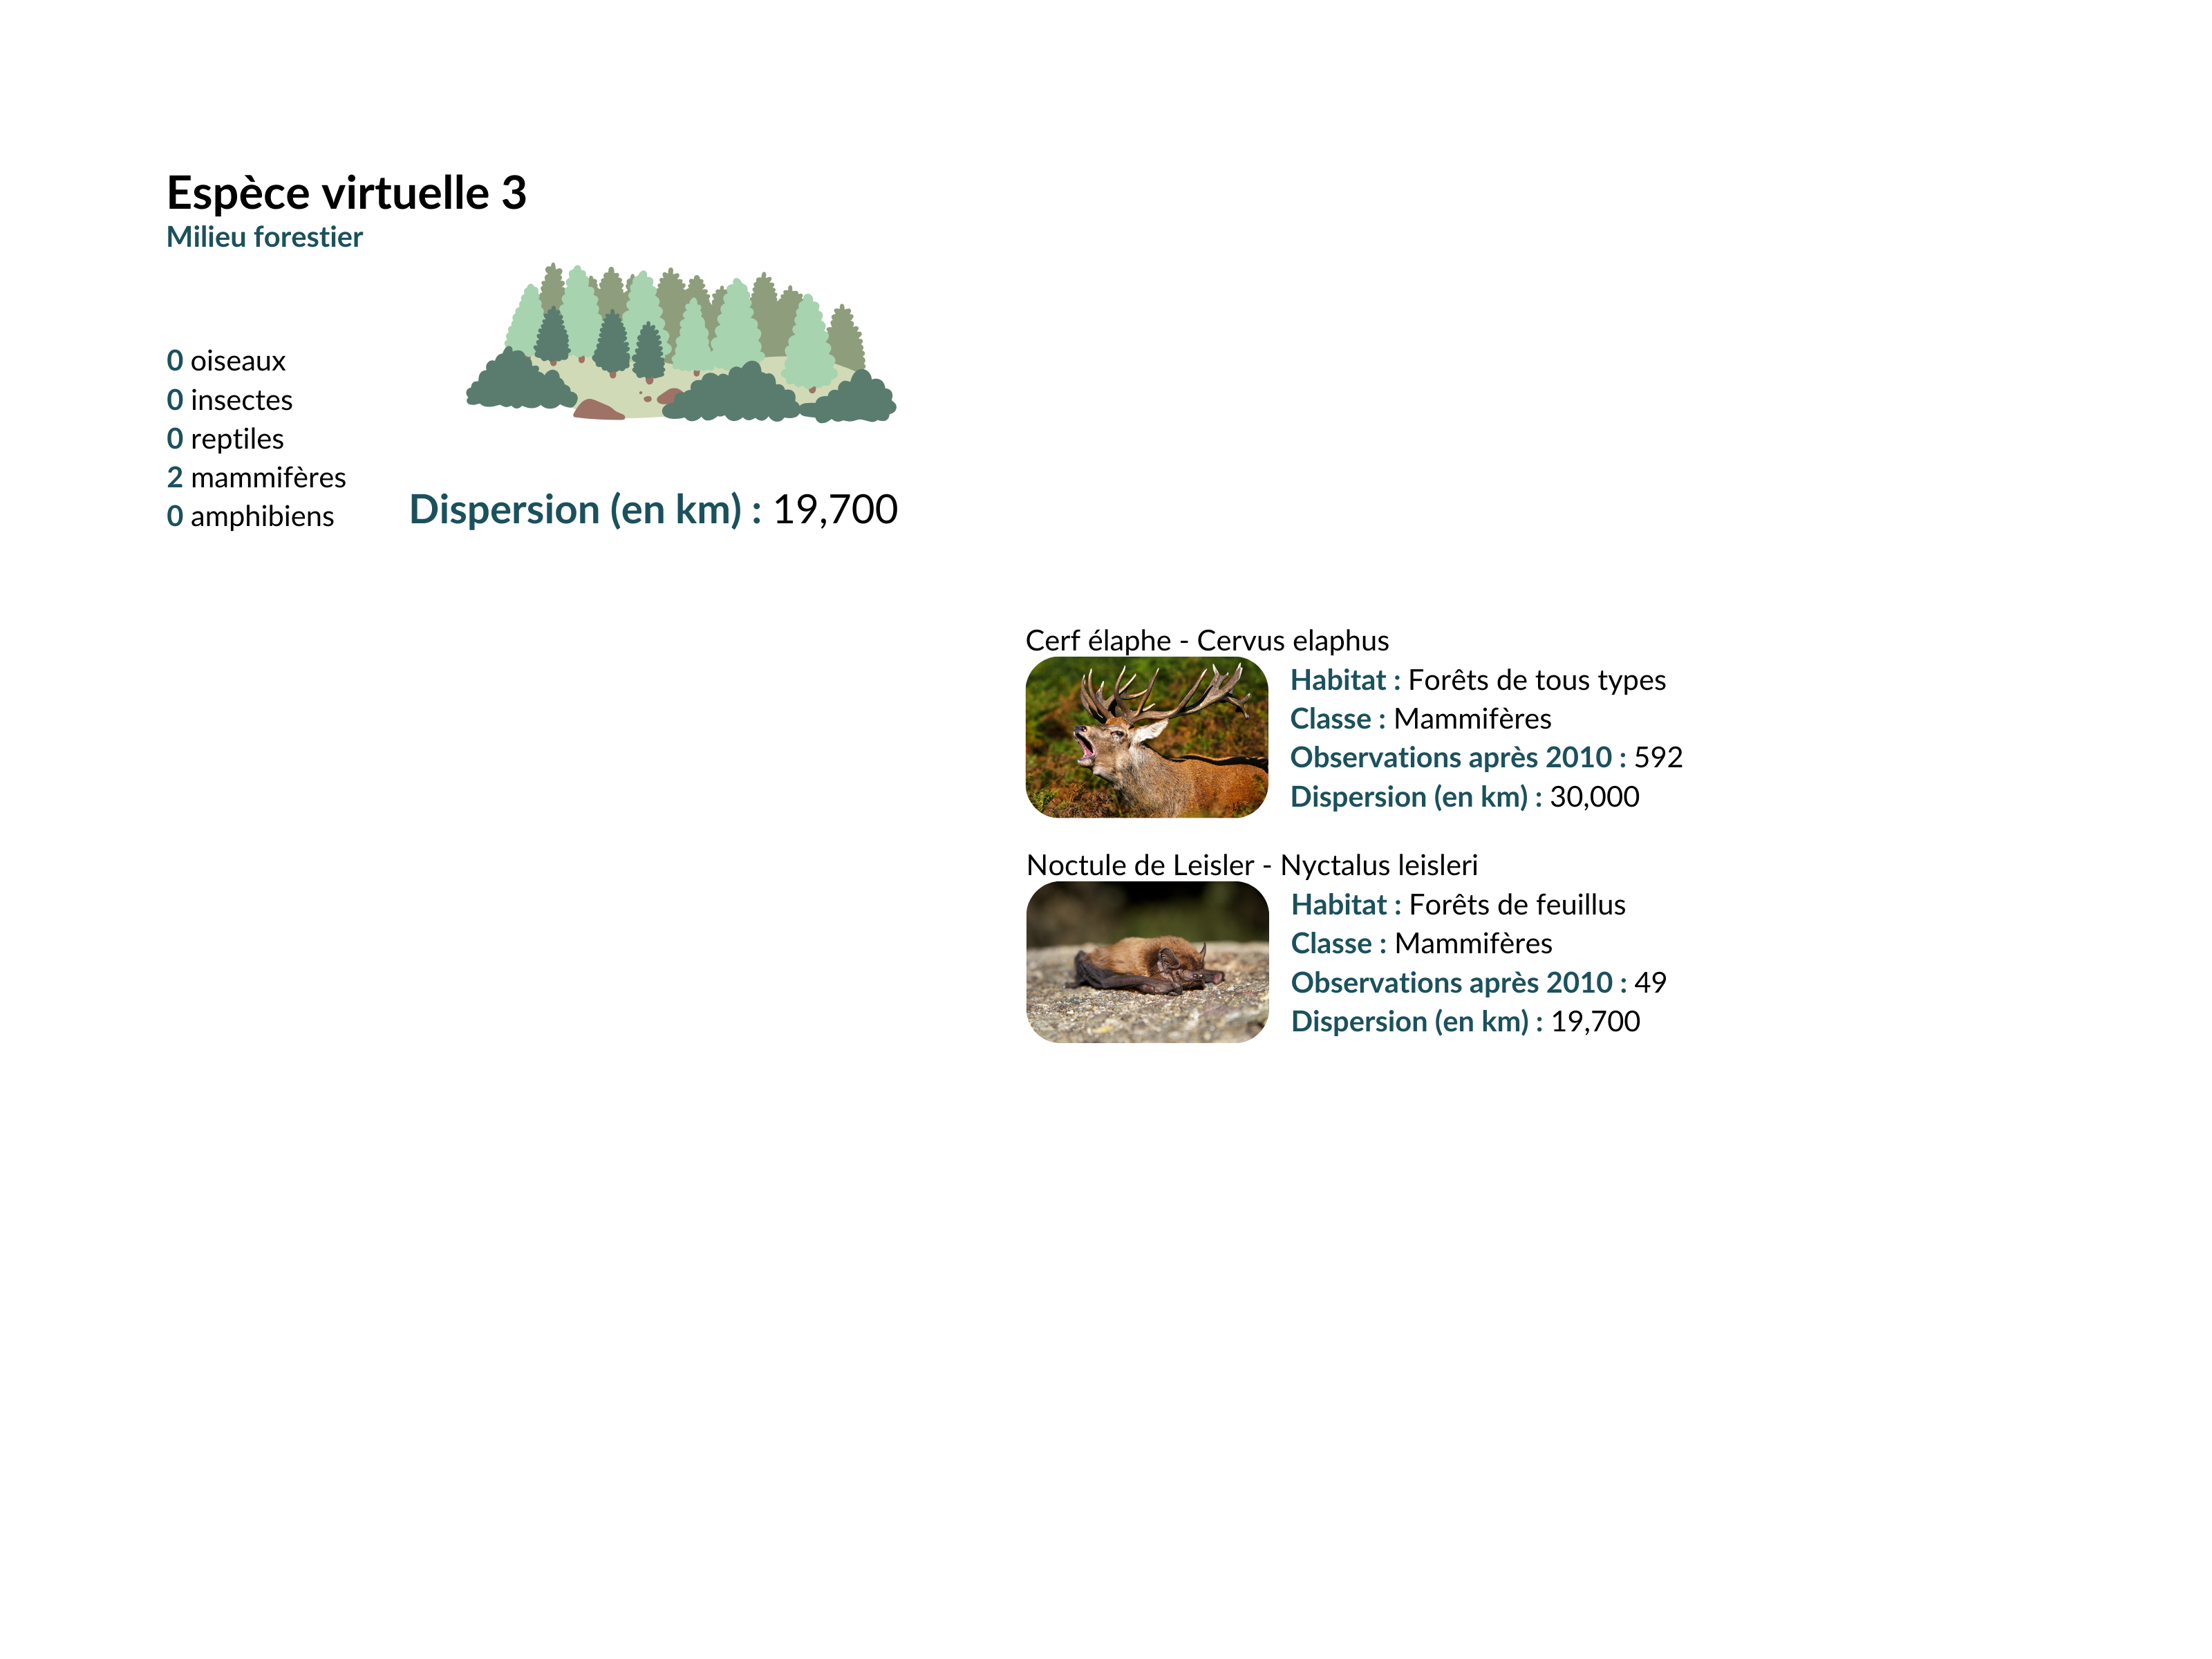 Espèce virtuelle 3
Milieu forestier
0 oiseaux
0 insectes
0 reptiles
2 mammifères
0 amphibiens
Dispersion (en km) : 19,700
Cerf élaphe - Cervus elaphus
Habitat : Forêts de tous types
Classe : Mammifères
Observations après 2010 : 592
Dispersion (en km) : 30,000
Noctule de Leisler - Nyctalus leisleri
Habitat : Forêts de feuillus
Classe : Mammifères
Observations après 2010 : 49
Dispersion (en km) : 19,700